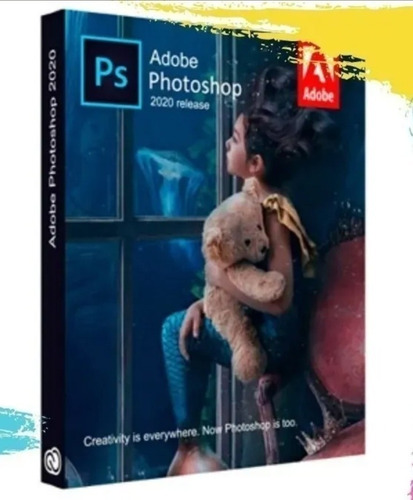 Adobe Photoshop 2020
Ps
Adobe
Photoshop
2020 release
Adobe
Creativity is everywhere. Now Photoshop is too.